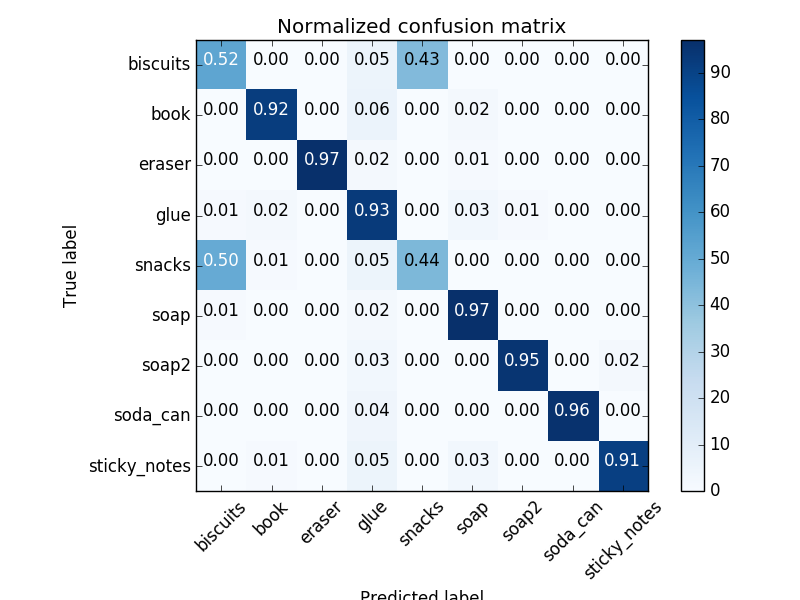 Normalized confusion matrix
biscuits 0.52 0.00 0.00 0.05 0.43 0.00 0.00 0.00 0.00
book 0.00 0.92 0.00 0.06 0.00 0.02 0.00 0.00 0.00
eraser 0.00 0.00 0.97 0.02 0.00 0.01 0.00 0.00 0.00
glue 0.01 0.02 0.00 0.93 0.00 0.03 0.01 0.00 0.00
snacks 0.50 0.01 0.00 0.05 0.44 0.00 0.00 0.00 0.00
soap 0.01 0.00 0.00 0.02 0.00 0.97 0.00 0.00 0.00
soap2 0.00 0.00 0.00 0.03 0.00 0.00 0.95 0.00 0.02
soda_can 0.00 0.00 0.00 0.04 0.00 0.00 0.00 0.96 0.00
sticky_notes 0.00 0.01 0.00 0.05 0.00 0.03 0.00 0.00 0.91
True label
biscuits book eraser glue snacks soap soap2 soda_can sticky_notes
Predicted label
90
80
70
60
50
40
30
20
10
0